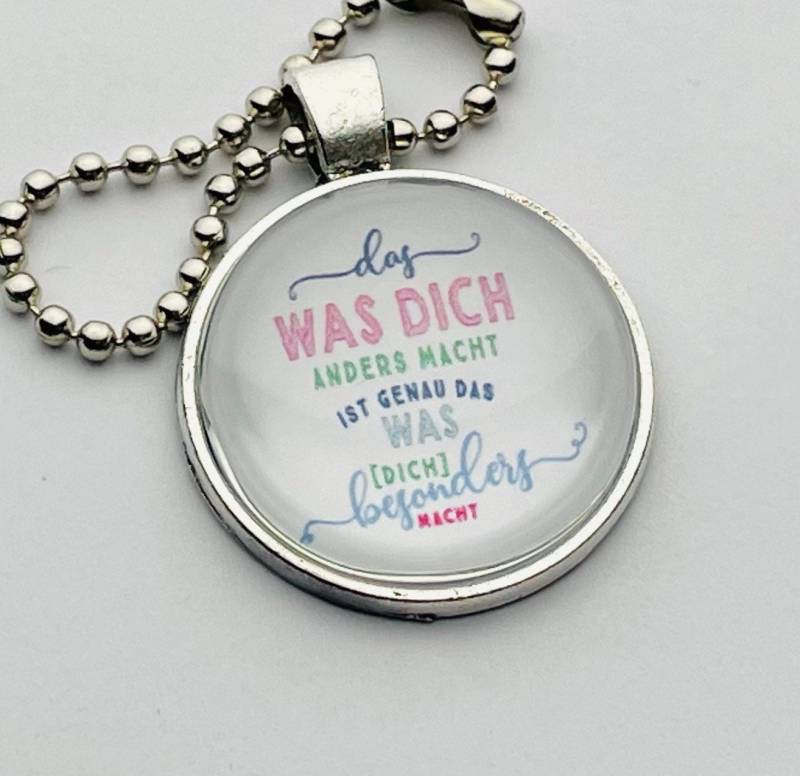 das
WAS DICH
ANDERS MACHT
IST GENAU DAS
WAS
[DICH]
besonders
MACHT